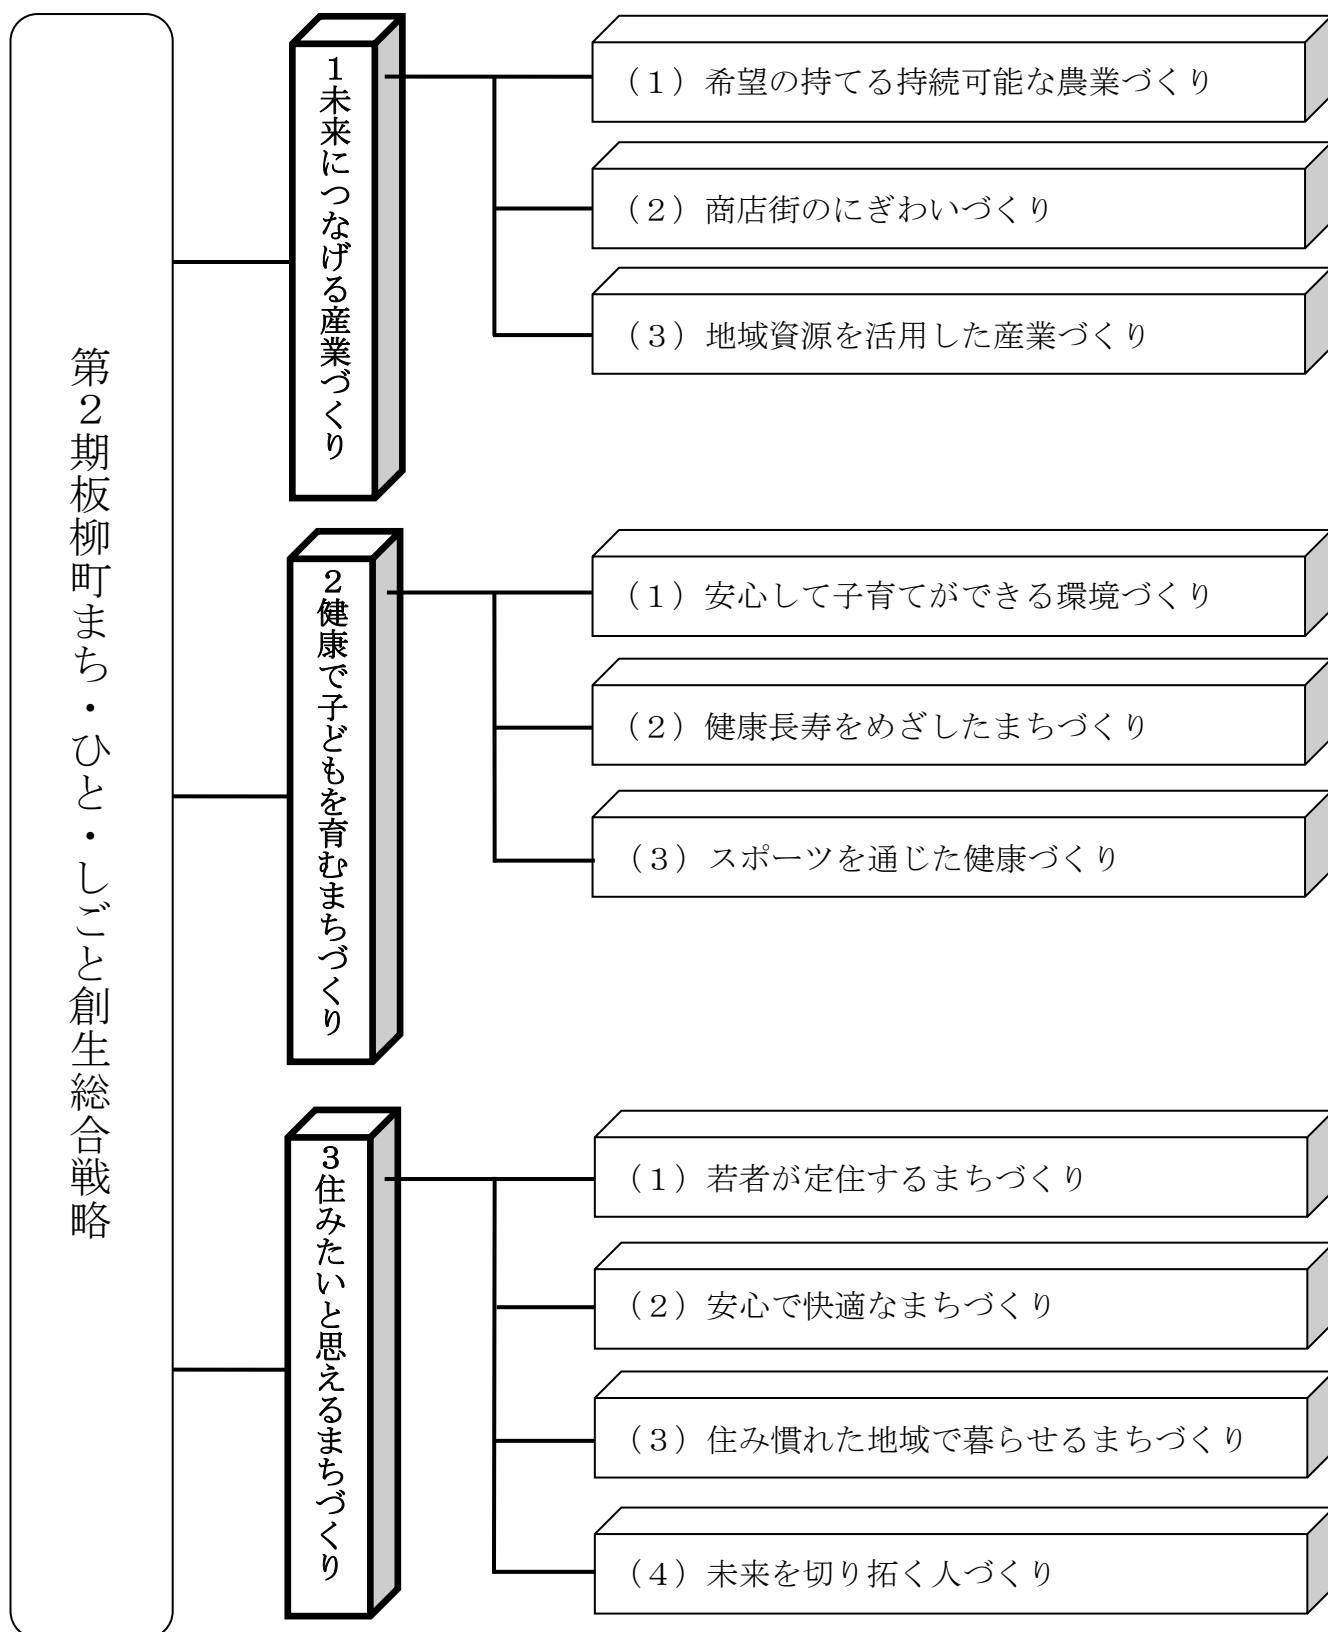 第２期板柳町まち・ひと・しごと創生総合戦略
１未来につなげる産業づくり
（１）希望の持てる持続可能な農業づくり
（２）商店街のにぎわいづくり
（３）地域資源を活用した産業づくり
２健康で子どもを育むまちづくり
（１）安心して子育てができる環境づくり
（２）健康長寿をめざしたまちづくり
（３）スポーツを通じた健康づくり
３住みたいと思えるまちづくり
（１）若者が定住するまちづくり
（２）安心で快適なまちづくり
（３）住み慣れた地域で暮らせるまちづくり
（４）未来を切り拓く人づくり